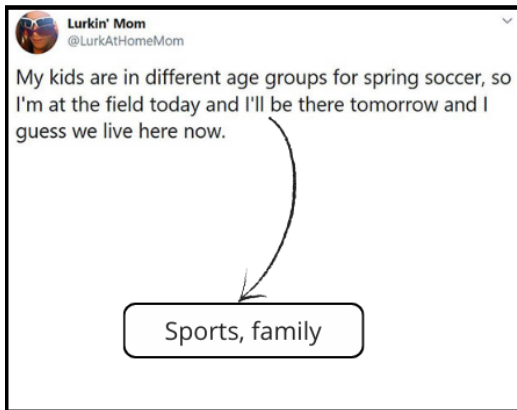 Lurkin' Mom
@LurkAtHomeMom
My kids are in different age groups for spring soccer, so
I'm at the field today and I'll be there tomorrow and I
guess we live here now.
Sports, family